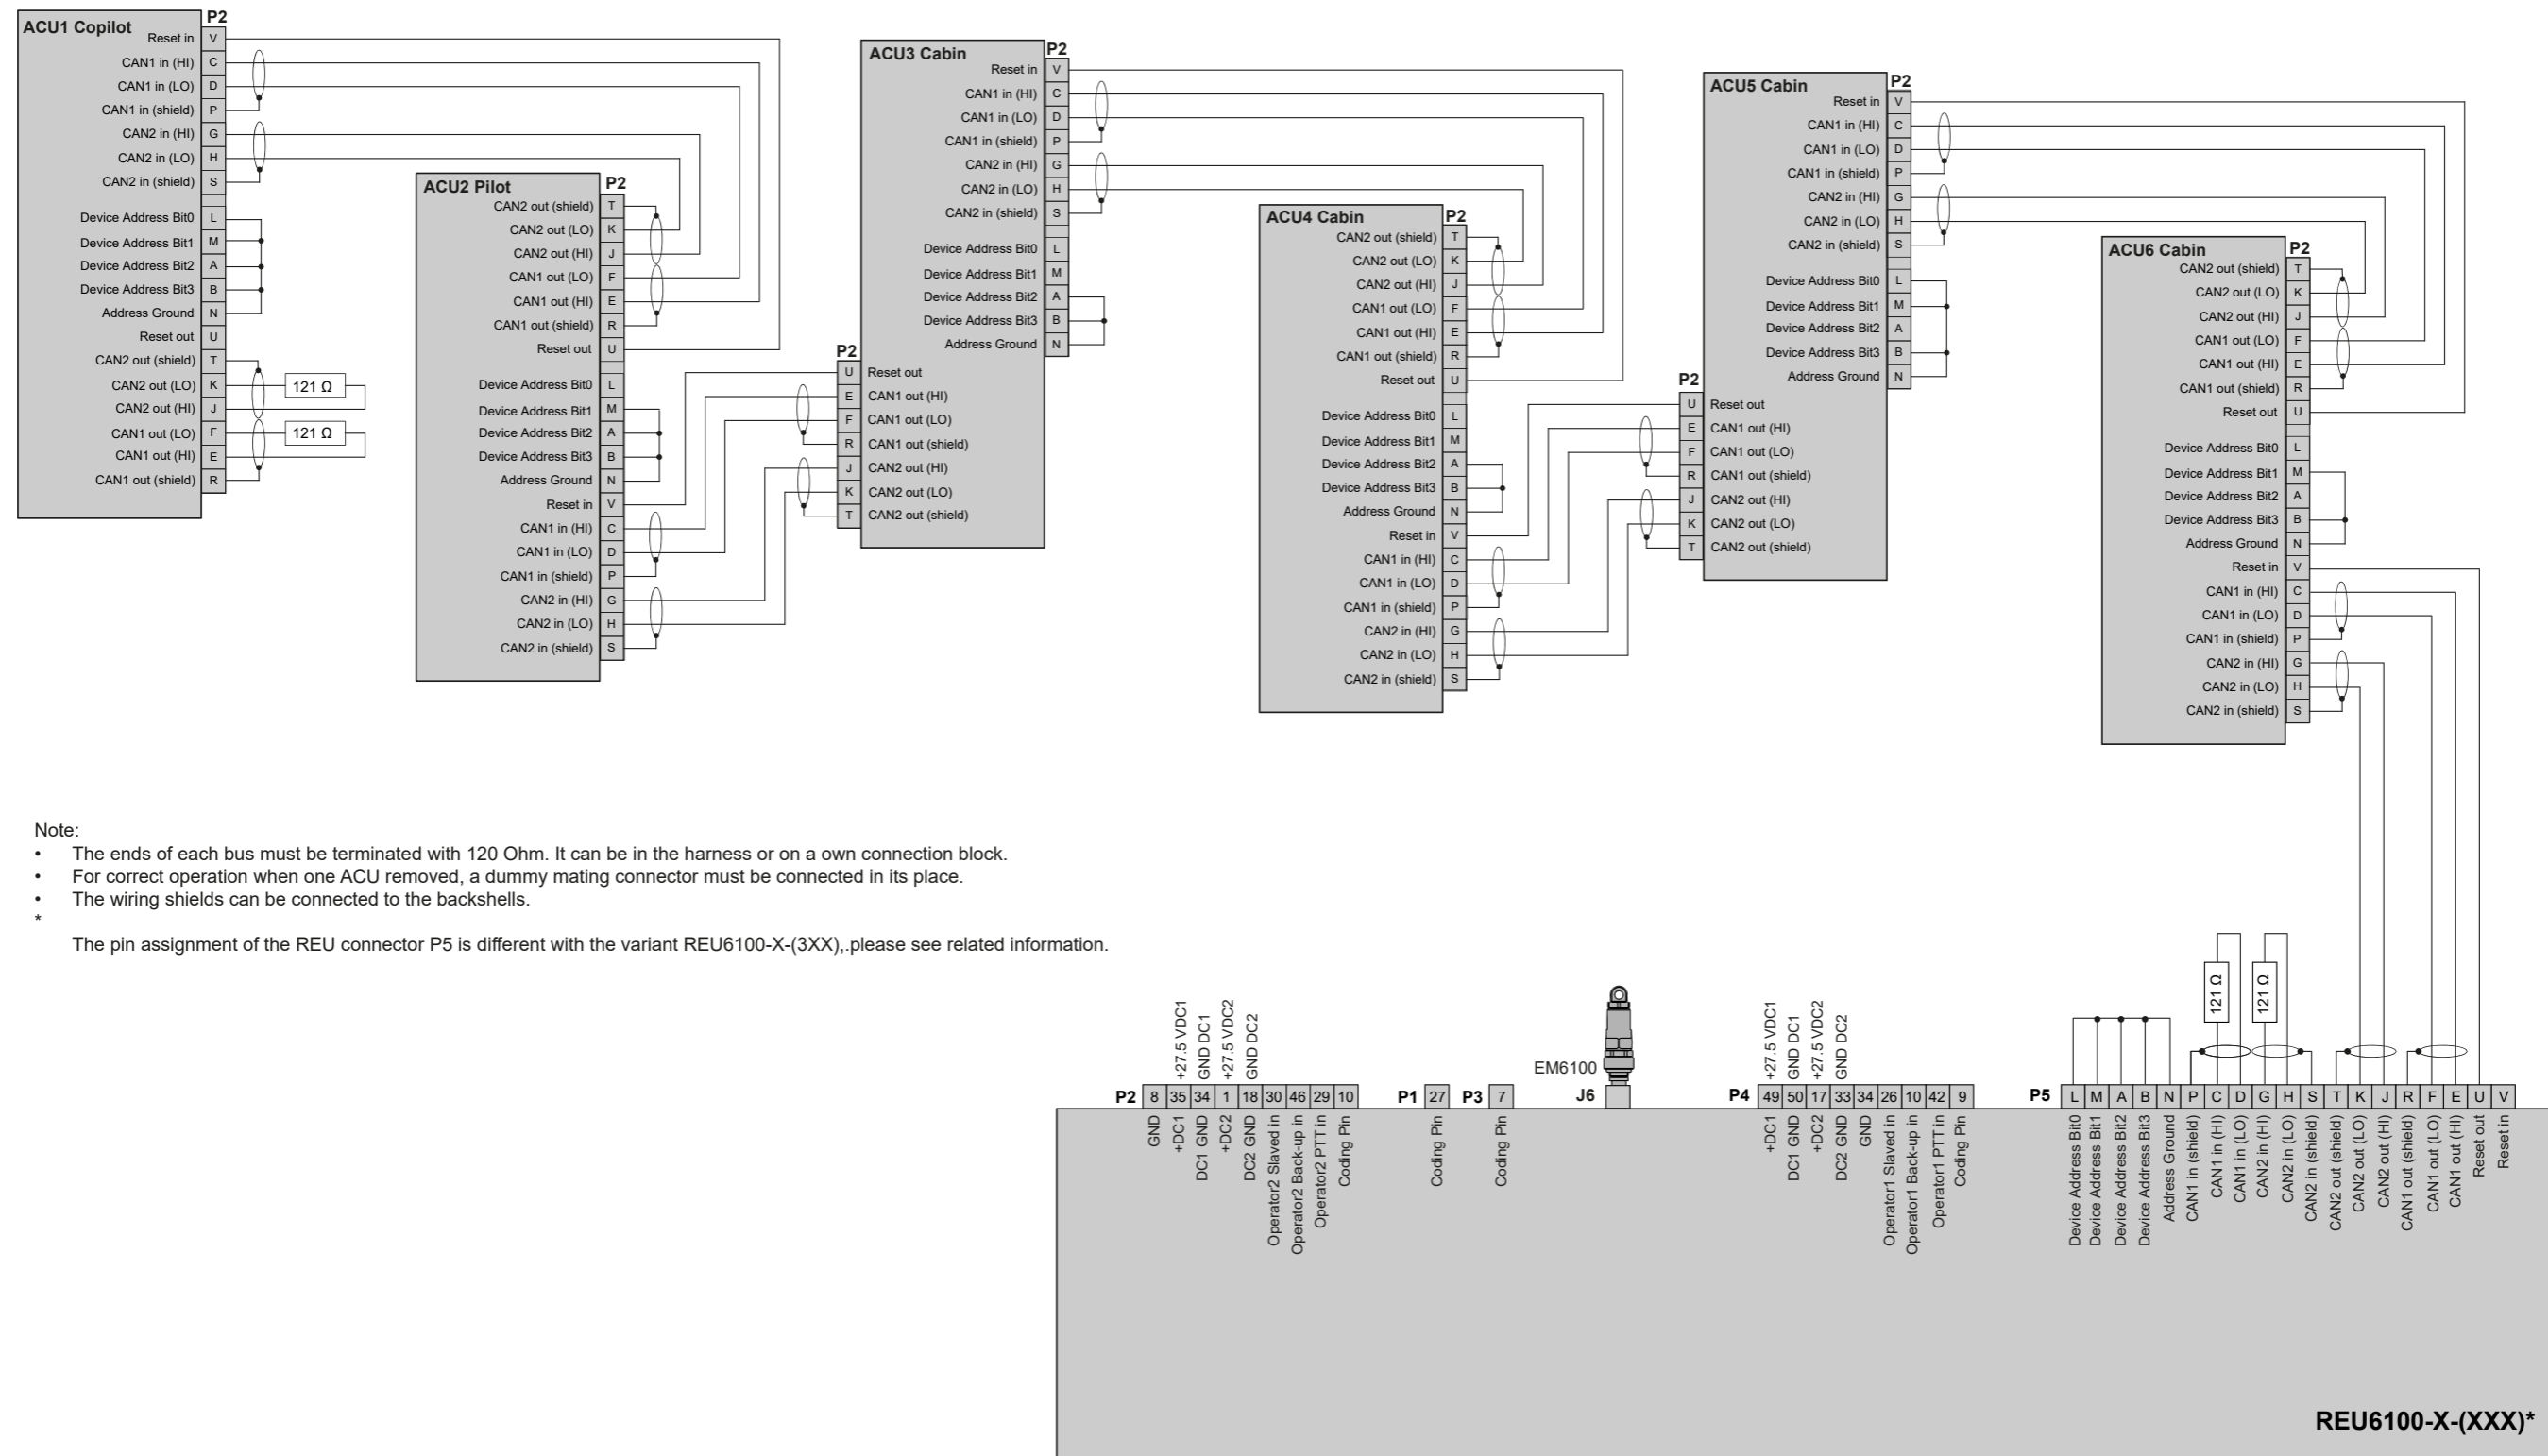 ACU1 Copilot
P2
Reset in V
CAN1 in (HI) C
CAN1 in (LO) D
CAN1 in (shield) P
CAN2 in (HI) G
CAN2 in (LO) H
CAN2 in (shield) S
Device Address Bit0 L
Device Address Bit1 M
Device Address Bit2 A
Device Address Bit3 B
Address Ground N
Reset out U
CAN2 out (shield) T
CAN2 out (LO) K 121 Ω
CAN2 out (HI) J
CAN1 out (LO) F 121 Ω
CAN1 out (HI) E
CAN1 out (shield) R
ACU2 Pilot
P2
CAN2 out (shield) T
CAN2 out (LO) K
CAN2 out (HI) J
CAN1 out (LO) F
CAN1 out (HI) E
CAN1 out (shield) R
Reset out U
Device Address Bit0 L
Device Address Bit1 M
Device Address Bit2 A
Device Address Bit3 B
Address Ground N
Reset in V
CAN1 in (HI) C
CAN1 in (LO) D
CAN1 in (shield) P
CAN2 in (HI) G
CAN2 in (LO) H
CAN2 in (shield) S
ACU3 Cabin
P2
Reset in V
CAN1 in (HI) C
CAN1 in (LO) D
CAN1 in (shield) P
CAN2 in (HI) G
CAN2 in (LO) H
CAN2 in (shield) S
Device Address Bit0 L
Device Address Bit1 M
Device Address Bit2 A
Device Address Bit3 B
Address Ground N
P2
U Reset out
E CAN1 out (HI)
F CAN1 out (LO)
R CAN1 out (shield)
J CAN2 out (HI)
K CAN2 out (LO)
T CAN2 out (shield)
ACU4 Cabin
P2
CAN2 out (shield) T
CAN2 out (LO) K
CAN2 out (HI) J
CAN1 out (LO) F
CAN1 out (HI) E
CAN1 out (shield) R
Reset out U
Device Address Bit0 L
Device Address Bit1 M
Device Address Bit2 A
Device Address Bit3 B
Address Ground N
Reset in V
CAN1 in (HI) C
CAN1 in (LO) D
CAN1 in (shield) P
CAN2 in (HI) G
CAN2 in (LO) H
CAN2 in (shield) S
ACU5 Cabin
P2
Reset in V
CAN1 in (HI) C
CAN1 in (LO) D
CAN1 in (shield) P
CAN2 in (HI) G
CAN2 in (LO) H
CAN2 in (shield) S
Device Address Bit0 L
Device Address Bit1 M
Device Address Bit2 A
Device Address Bit3 B
Address Ground N
P2
U Reset out
E CAN1 out (HI)
F CAN1 out (LO)
R CAN1 out (shield)
J CAN2 out (HI)
K CAN2 out (LO)
T CAN2 out (shield)
ACU6 Cabin
P2
CAN2 out (shield) T
CAN2 out (LO) K
CAN2 out (HI) J
CAN1 out (LO) F
CAN1 out (HI) E
CAN1 out (shield) R
Reset out U
Device Address Bit0 L
Device Address Bit1 M
Device Address Bit2 A
Device Address Bit3 B
Address Ground N
Reset in V
CAN1 in (HI) C
CAN1 in (LO) D
CAN1 in (shield) P
CAN2 in (HI) G
CAN2 in (LO) H
CAN2 in (shield) S
Note:
• The ends of each bus must be terminated with 120 Ohm. It can be in the harness or on a own connection block.
• For correct operation when one ACU removed, a dummy mating connector must be connected in its place.
• The wiring shields can be connected to the backshells.
*
The pin assignment of the REU connector P5 is different with the variant REU6100-X-(3XX),.please see related information.
+27.5 VDC1
GND DC1
+27.5 VDC2
GND DC2
P2 8 35 34 1 18 30 46 29 10
GND
+DC1
DC1 GND
+DC2
DC2 GND
Operator2 Slaved in
Operator2 Back-up in
Operator2 PTT in
Coding Pin
P1 27
Coding Pin
P3 7
Coding Pin
EM6100
J6
+27.5 VDC1
GND DC1
+27.5 VDC2
GND DC2
P4 49 50 17 33 34 26 10 42 9
+DC1
DC1 GND
+DC2
DC2 GND
GND
Operator1 Slaved in
Operator1 Back-up in
Operator1 PTT in
Coding Pin
121 Ω
121 Ω
P5 L M A B N P C D G H S T K J R F E U V
Device Address Bit0
Device Address Bit1
Device Address Bit2
Device Address Bit3
Address Ground
CAN1 in (shield)
CAN1 in (HI)
CAN1 in (LO)
CAN2 in (HI)
CAN2 in (LO)
CAN2 in (shield)
CAN2 out (shield)
CAN2 out (LO)
CAN2 out (HI)
CAN1 out (shield)
CAN1 out (LO)
CAN1 out (HI)
Reset out
Reset in
REU6100-X-(XXX)*